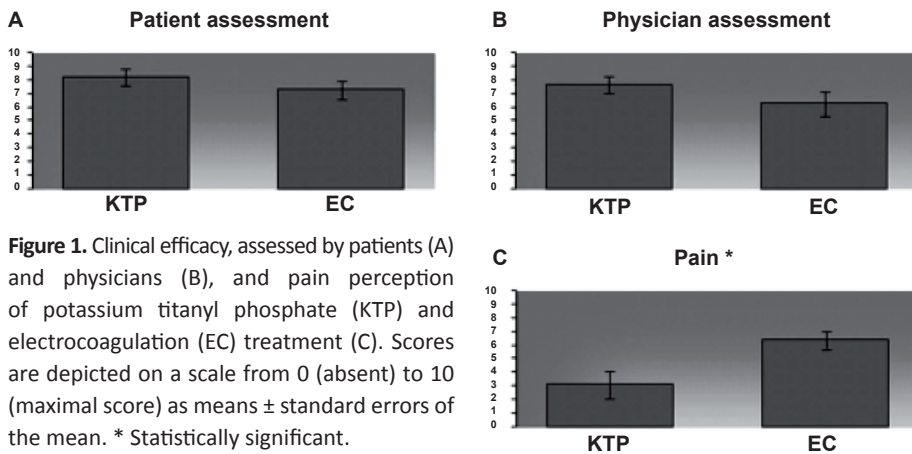 A Patient assessment
10
9
8
7
6
5
4
3
2
1
0
KTP EC
B Physician assessment
10
9
8
7
6
5
4
3
2
1
0
KTP EC
Figure 1. Clinical efficacy, assessed by patients (A)
and physicians (B), and pain perception
of potassium titanyl phosphate (KTP) and
electrocoagulation (EC) treatment (C). Scores
are depicted on a scale from 0 (absent) to 10
(maximal score) as means ± standard errors of
the mean. * Statistically significant.
C Pain *
10
9
8
7
6
5
4
3
2
1
0
KTP EC